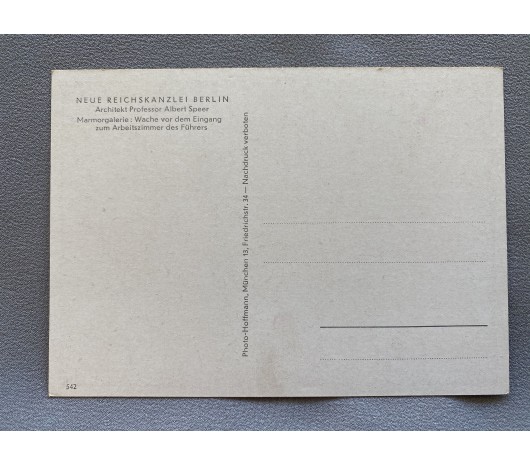 NEUE REICHSKANZLEI BERLIN
Architekt Professor Albert Speer
Marmorgalerie: Wache vor dem Eingang
zum Arbeitszimmer des Führers
Photo-Hoffmann, München 13, Friedrichstr. 34 — Nachdruck verboten
542